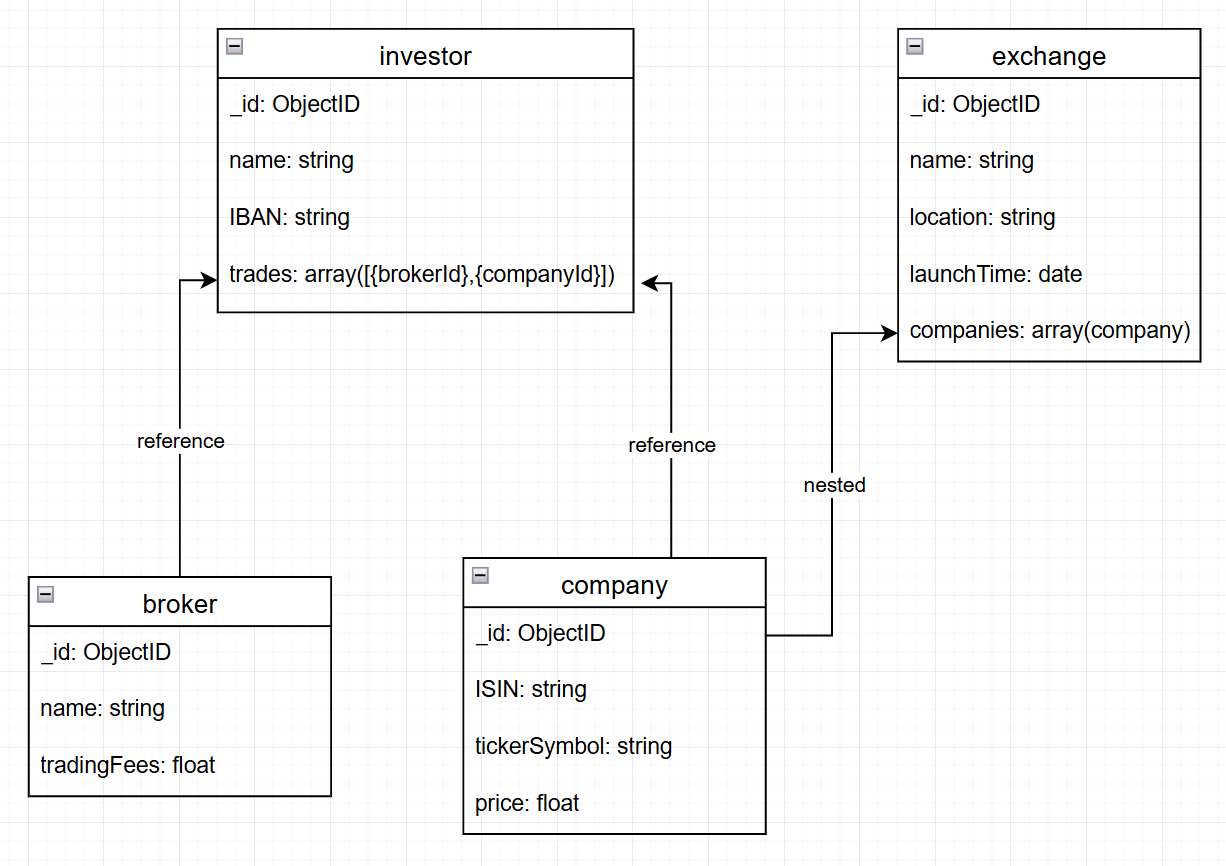 investor
_id: ObjectID
name: string
IBAN: string
trades: array([{brokerId},{companyId}])
exchange
_id: ObjectID
name: string
location: string
launchTime: date
companies: array(company)
reference
reference
nested
broker
_id: ObjectID
name: string
tradingFees: float
company
_id: ObjectID
ISIN: string
tickerSymbol: string
price: float